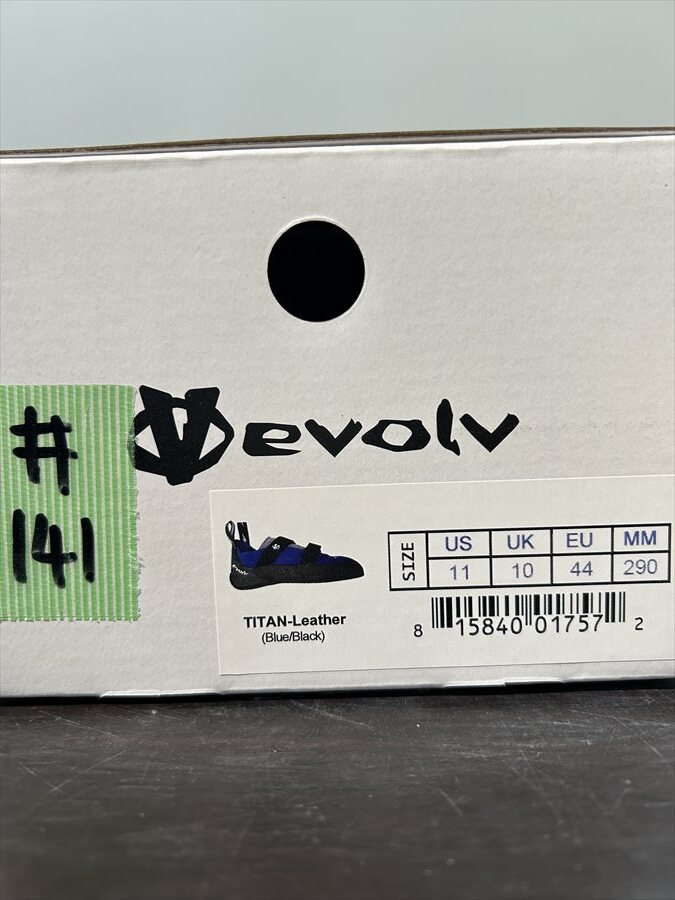 evolv
#
141
evolv
TITAN-Leather
(Blue/Black)
SIZE
US UK EU MM
11 10 44 290
8 15840 01757 2